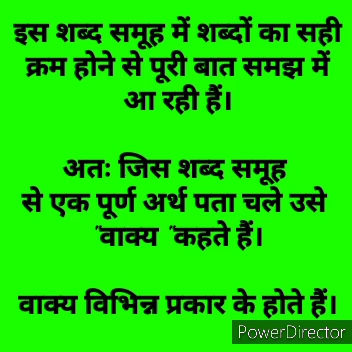 इस शब्द समूह में शब्दों का सही
क्रम होने से पूरी बात समझ में
आ रही हैं।
अतः जिस शब्द समूह
से एक पूर्ण अर्थ पता चले उसे
"वाक्य "कहते हैं।
वाक्य विभिन्न प्रकार के होते हैं।
PowerDirector